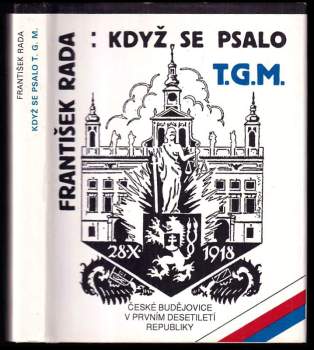 FRANTIŠEK RADA
KDYŽ SE PSALO T. G. M.
FRANTIŠEK RADA : KDYŽ SE PSALO
T.G.M.
28·X· 1918
ČESKÉ BUDĚJOVICE
V PRVNÍM DESETILETÍ
REPUBLIKY